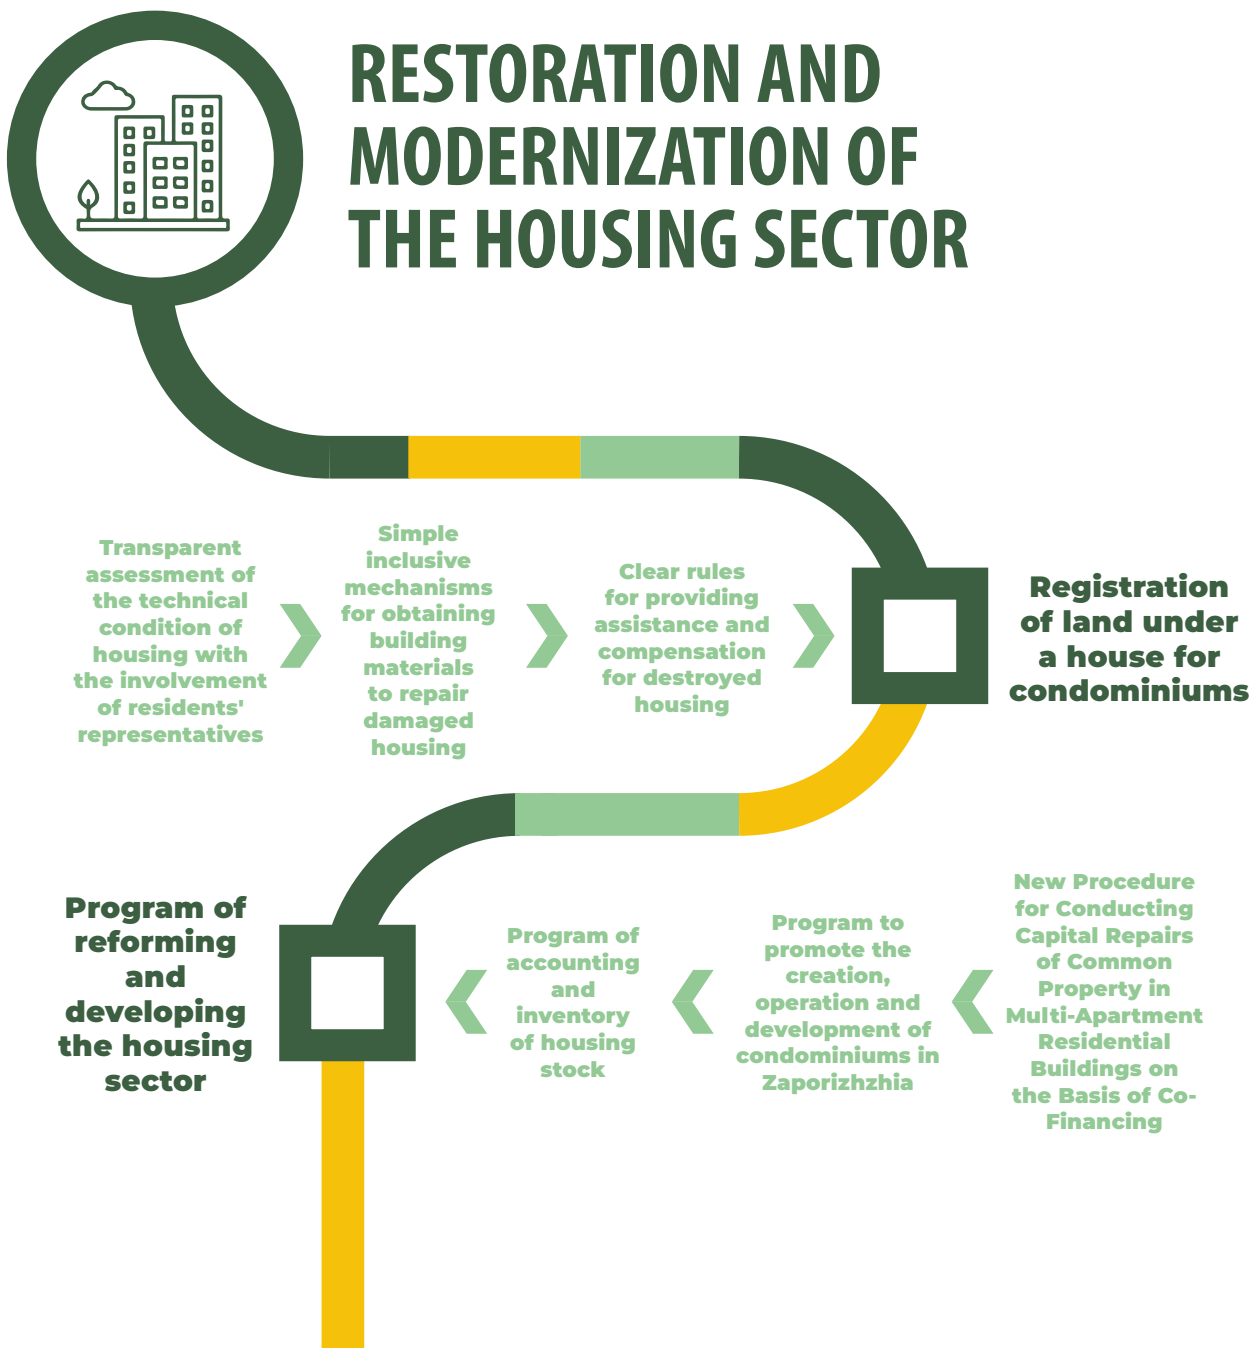 RESTORATION AND
MODERNIZATION OF
THE HOUSING SECTOR
Transparent
assessment of
the technical
condition of
housing with
the involvement
of residents'
representatives
Simple
inclusive
mechanisms
for obtaining
building
materials
to repair
damaged
housing
Clear rules
for providing
assistance and
compensation
for destroyed
housing
Registration
of land under
a house for
condominiums
New Procedure
for Conducting
Capital Repairs
of Common
Property in
Multi-Apartment
Residential
Buildings on
the Basis of Co-
Financing
Program to
promote the
creation,
operation and
development of
condominiums in
Zaporizhzhia
Program of
accounting
and
inventory
of housing
stock
Program of
reforming
and
developing
the housing
sector